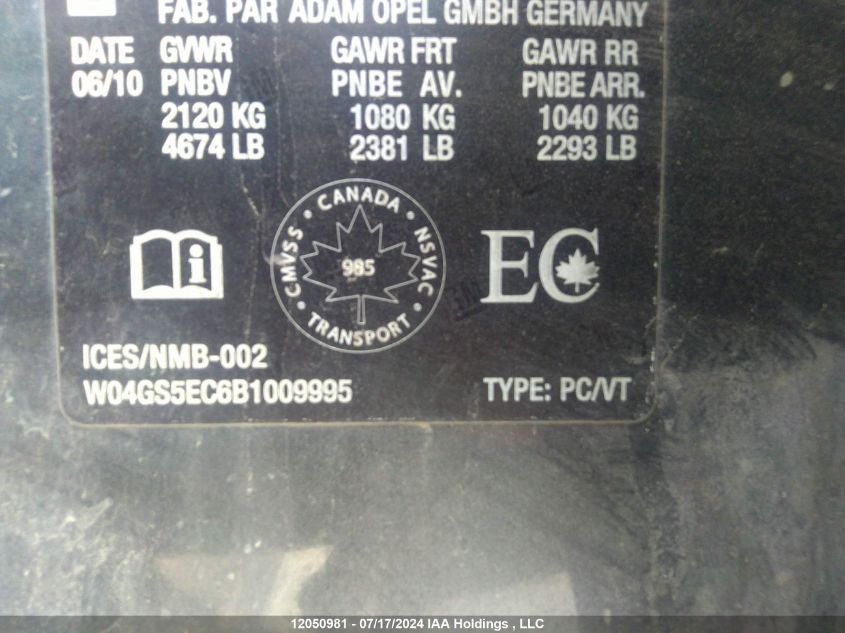 FAB. PAR ADAM OPEL GMBH GERMANY
DATE GVWR GAWR FRT GAWR RR
06/10 PNBV PNBE AV. PNBE ARR.
2120 KG 1080 KG 1040 KG
4674 LB 2381 LB 2293 LB
CANADA
CMVSS NSVAC
985
TRANSPORT
EC
i
ICES/NMB-002
W04GS5EC6B1009995 TYPE: PC/VT
12050981 - 07/17/2024 IAA Holdings , LLC